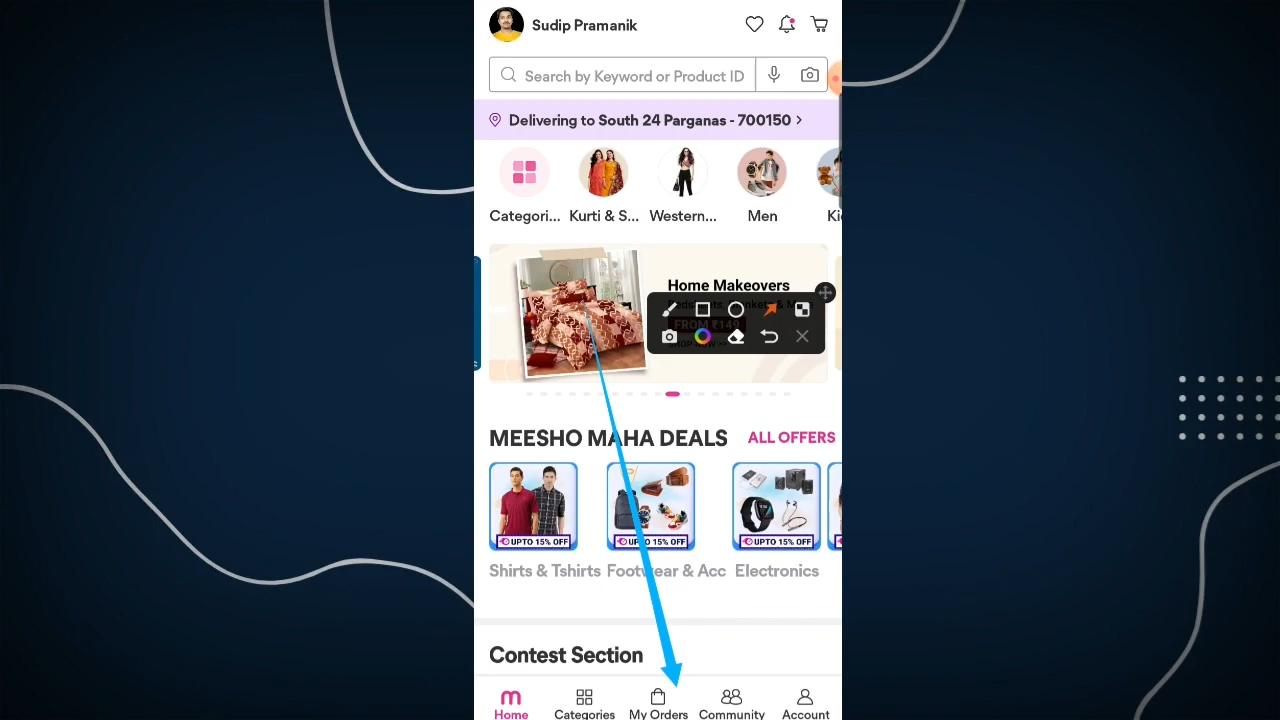 Sudip Pramanik
Search by Keyword or Product ID
Delivering to South 24 Parganas - 700150
Categori... Kurti & S... Western... Men Ki
Home Makeovers
FROM ₹149
MEESHO MAHA DEALS ALL OFFERS
UPTO 15% OFF UPTO 15% OFF UPTO 15% OFF
Shirts & Tshirts Footwear & Acc Electronics
Contest Section
Home Categories My Orders Community Account